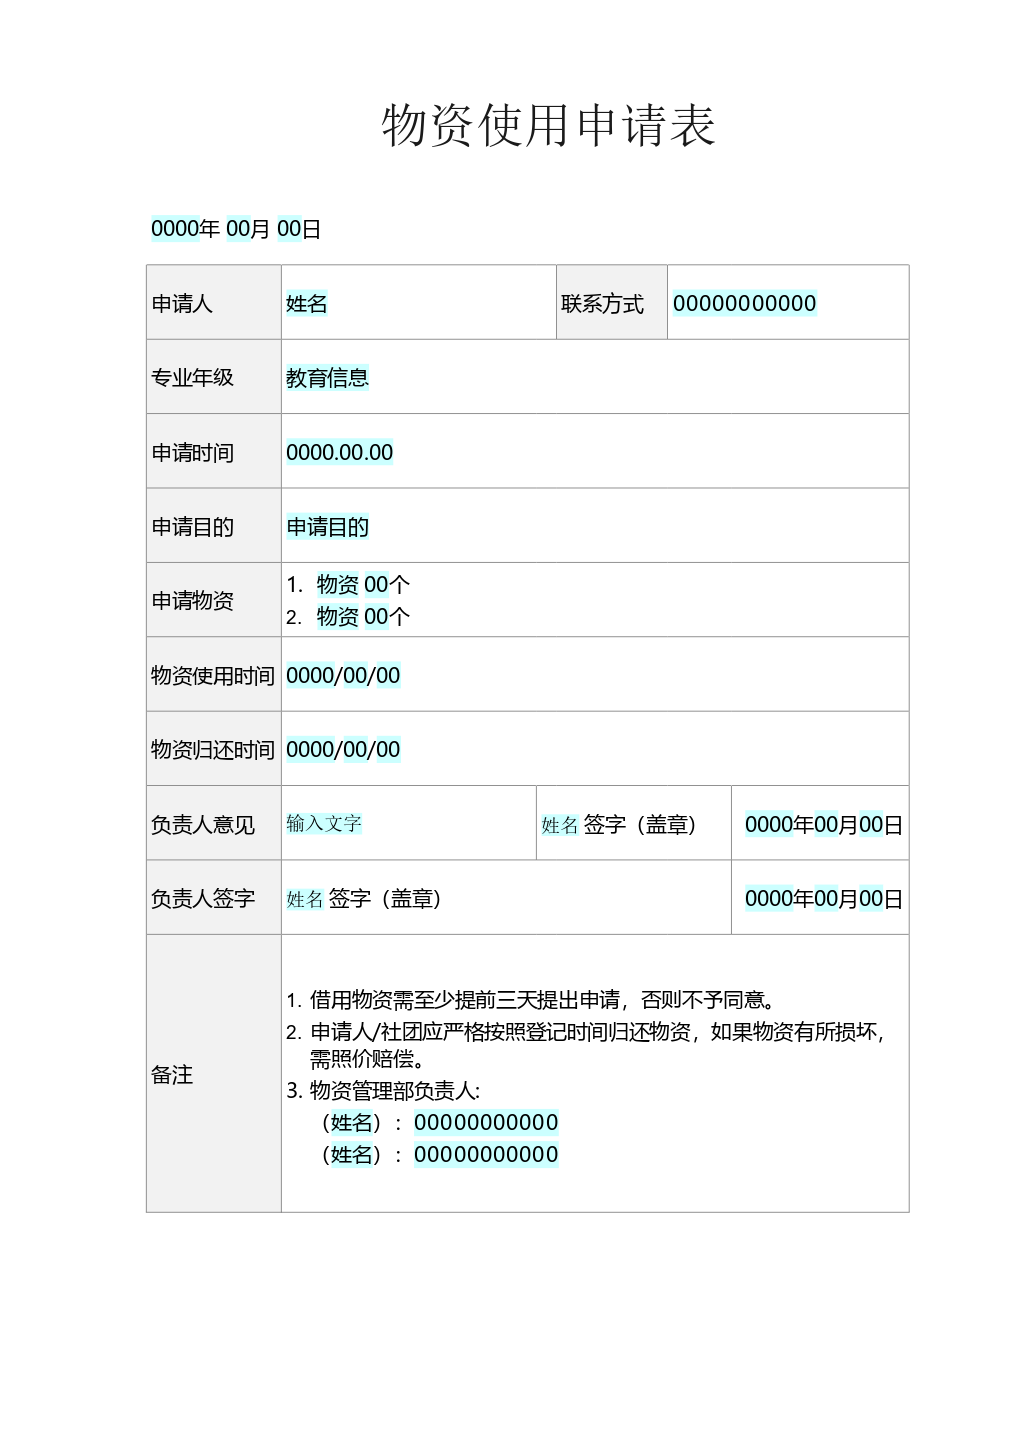 物资使用申请表
0000年 00月 00日
申请人 姓名 联系方式 00000000000
专业年级 教育信息
申请时间 0000.00.00
申请目的 申请目的
申请物资
1. 物资 00个
2. 物资 00个
物资使用时间 0000/00/00
物资归还时间 0000/00/00
负责人意见 输入文字 姓名 签字（盖章） 0000年00月00日
负责人签字 姓名 签字（盖章） 0000年00月00日
备注
1. 借用物资需至少提前三天提出申请，否则不予同意。
2. 申请人/社团应严格按照登记时间归还物资，如果物资有所损坏，
需照价赔偿。
3. 物资管理部负责人:
（姓名）：00000000000
（姓名）：00000000000